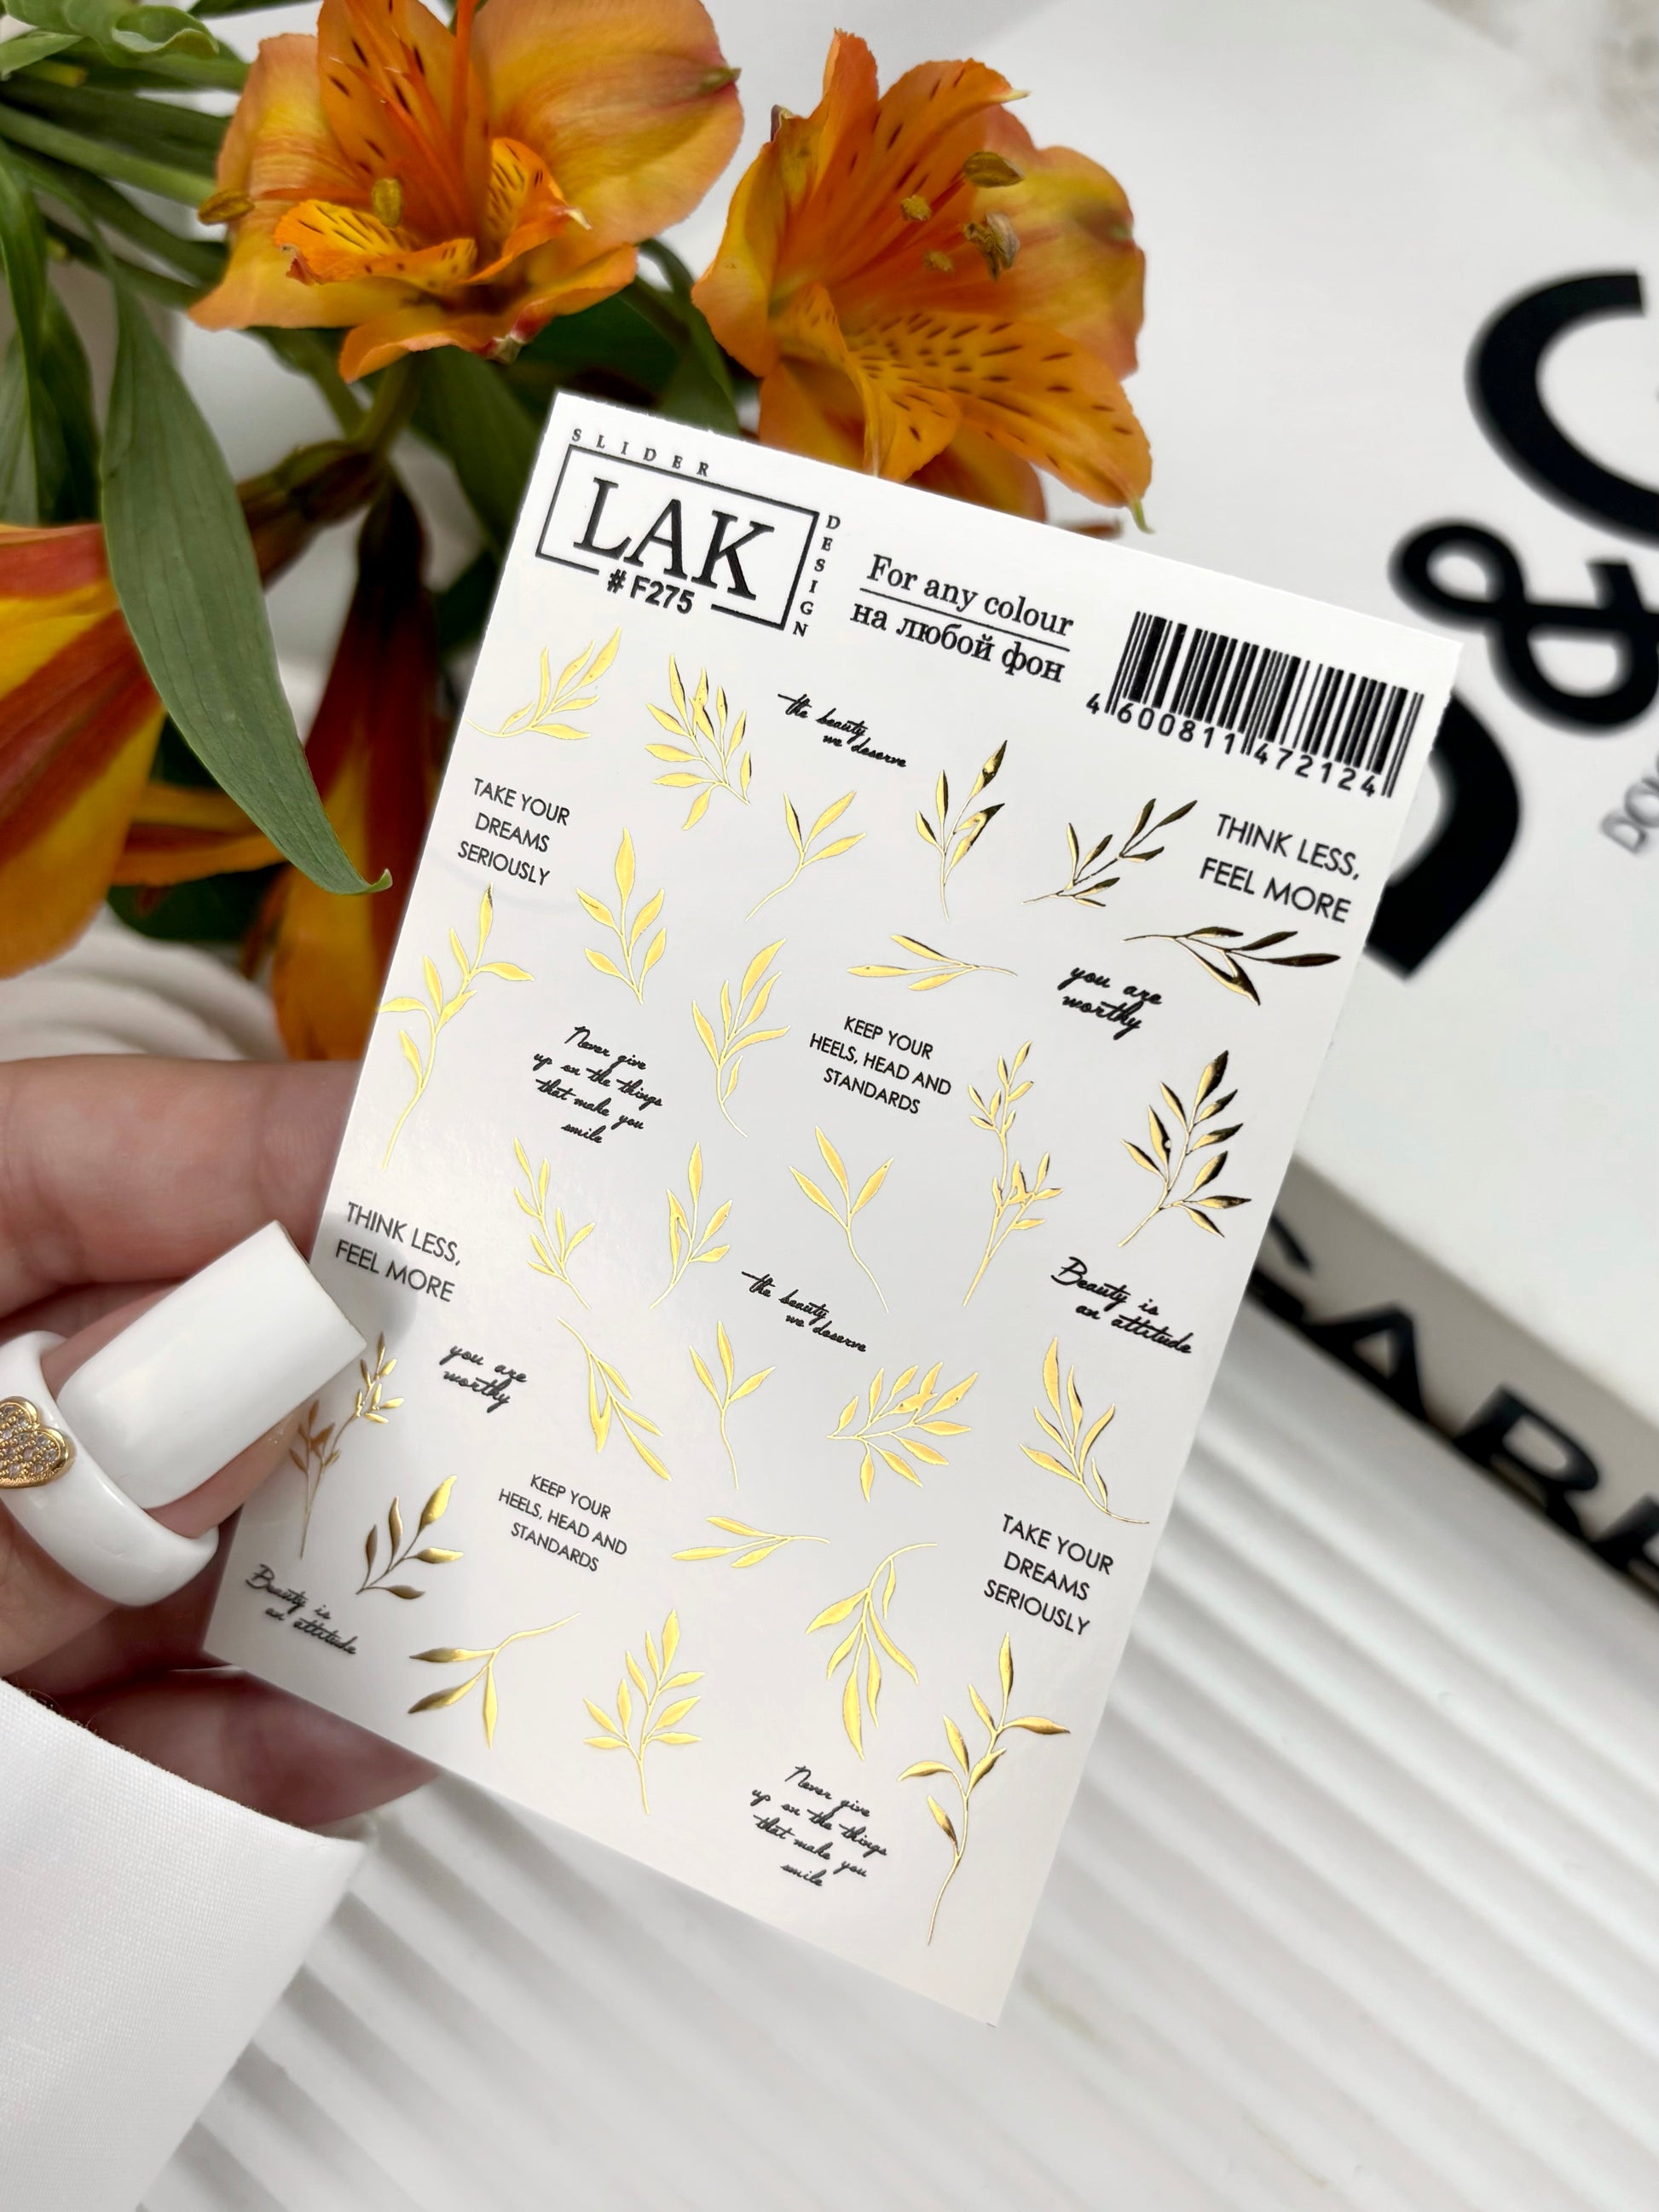 SLIDER
LAK
DESIGN
# F275
For any colour
на любой фон
4 600811 472124
the beauty
we deserve
TAKE YOUR
DREAMS
SERIOUSLY
THINK LESS,
FEEL MORE
you are
worthy
Never give
up on the things
that make you
smile
KEEP YOUR
HEELS, HEAD AND
STANDARDS
THINK LESS,
FEEL MORE
Beauty is
an attitude
the beauty
we deserve
you are
worthy
KEEP YOUR
HEELS, HEAD AND
STANDARDS
TAKE YOUR
DREAMS
SERIOUSLY
Beauty is
an attitude
Never give
up on the things
that make you
smile
&